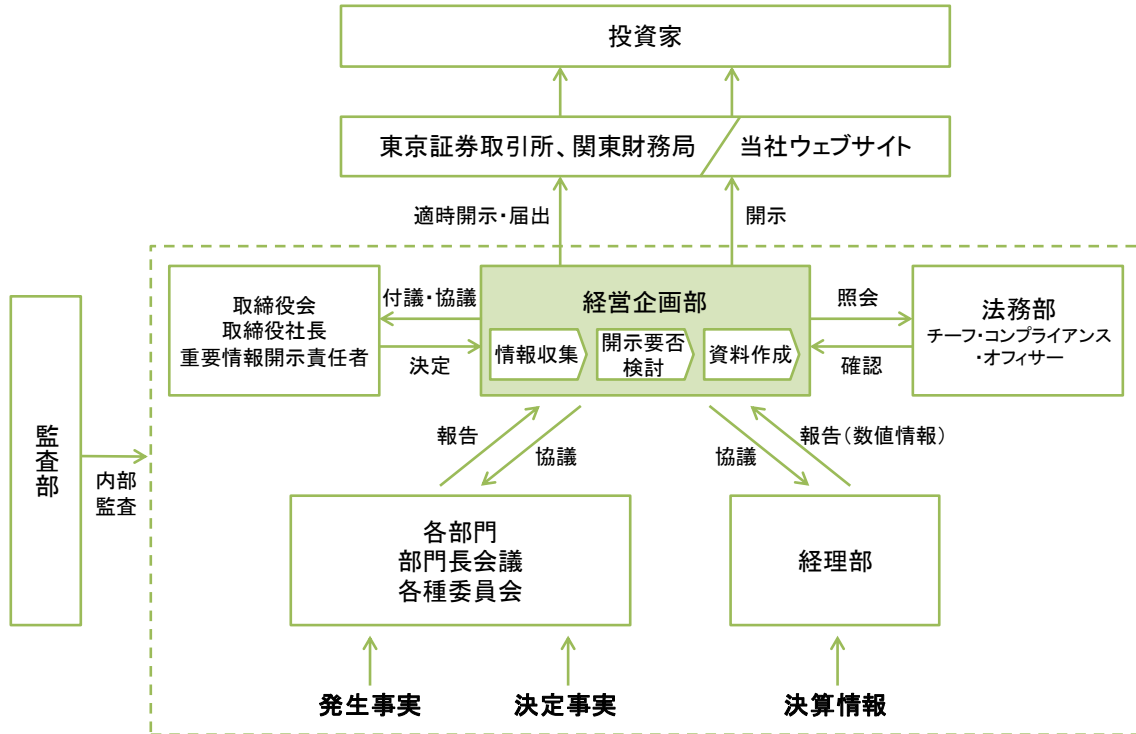 投資家
東京証券取引所、関東財務局
当社ウェブサイト
適時開示・届出
開示
取締役会
取締役社長
重要情報開示責任者
付議・協議
決定
経営企画部
情報収集
開示要否
検討
資料作成
照会
確認
法務部
チーフ・コンプライアンス
・オフィサー
監査部
内部
監査
報告
協議
協議
報告（数値情報）
各部門
部門長会議
各種委員会
経理部
発生事実
決定事実
決算情報